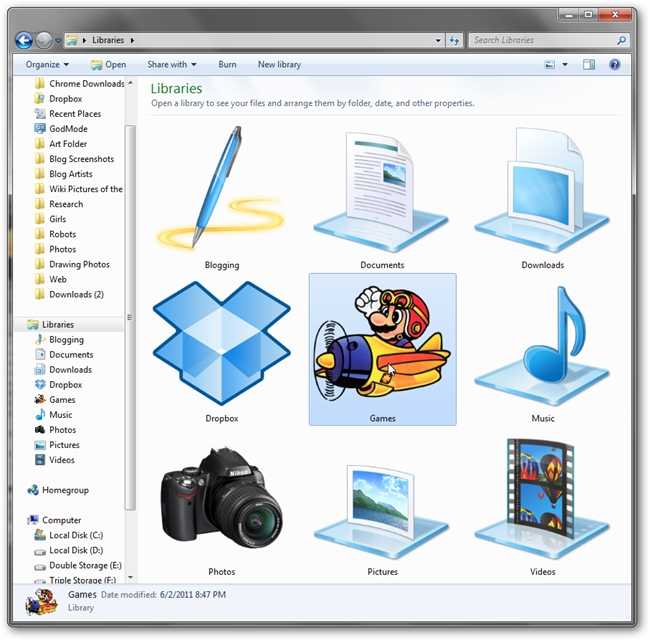 Libraries
Search Libraries
Organize
Open
Share with
Burn
New library
Chrome Downloads
Dropbox
Recent Places
GodMode
Art Folder
Blog Screenshots
Blog Artists
Wiki Pictures of the
Research
Girls
Robots
Photos
Drawing Photos
Web
Downloads (2)
Libraries
Blogging
Documents
Downloads
Dropbox
Games
Music
Photos
Pictures
Videos
Homegroup
Computer
Local Disk (C:)
Local Disk (D:)
Double Storage (E:)
Triple Storage (F:)
Libraries
Open a library to see your files and arrange them by folder, date, and other properties.
Blogging
Documents
Downloads
Dropbox
Games
Music
Nikon
Photos
Pictures
Videos
Games Date modified: 6/2/2011 8:47 PM
Library